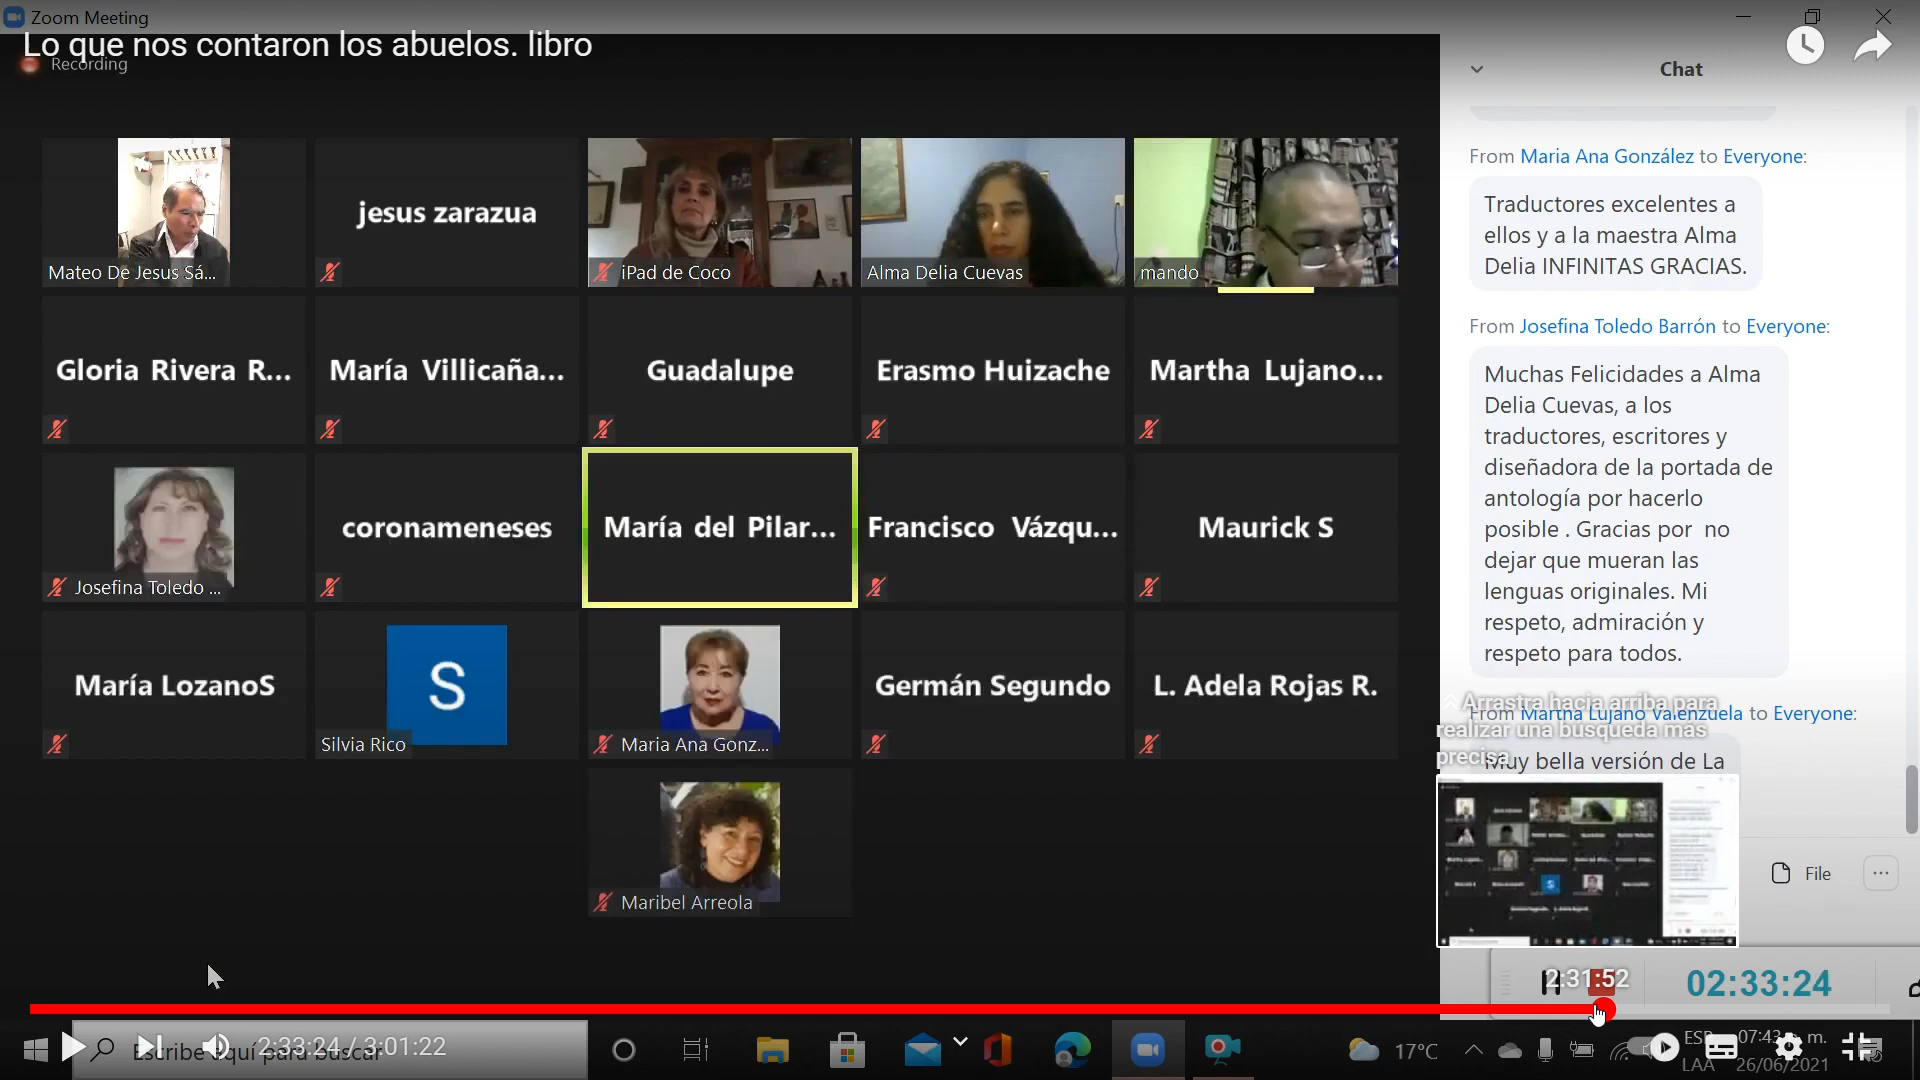 Zoom Meeting
Lo que nos contaron los abuelos. libro
Recording
Chat
Mateo De Jesus Sá...
jesus zarazua
iPad de Coco
Alma Delia Cuevas
mando
Gloria Rivera R...
María Villicaña...
Guadalupe
Erasmo Huizache
Martha Lujano...
Josefina Toledo ...
coronameneses
María del Pilar...
Francisco Vázqu...
Maurick S
María LozanoS
S
Silvia Rico
Maria Ana Gonz...
Germán Segundo
L. Adela Rojas R.
Maribel Arreola
From Maria Ana González to Everyone:
Traductores excelentes a
ellos y a la maestra Alma
Delia INFINITAS GRACIAS.
From Josefina Toledo Barrón to Everyone:
Muchas Felicidades a Alma
Delia Cuevas, a los
traductores, escritores y
diseñadora de la portada de
antología por hacerlo
posible . Gracias por no
dejar que mueran las
lenguas originales. Mi
respeto, admiración y
respeto para todos.
Arrastra hacia arriba para
realizar una búsqueda más
precisa
From Martha Lujano Valenzuela to Everyone:
Muy bella versión de La
File
2:31:52
02:33:24
Escribe aquí para buscar
2:33:24 / 3:01:22
17°C
ESP
LAA
07:43 m.
26/06/2021